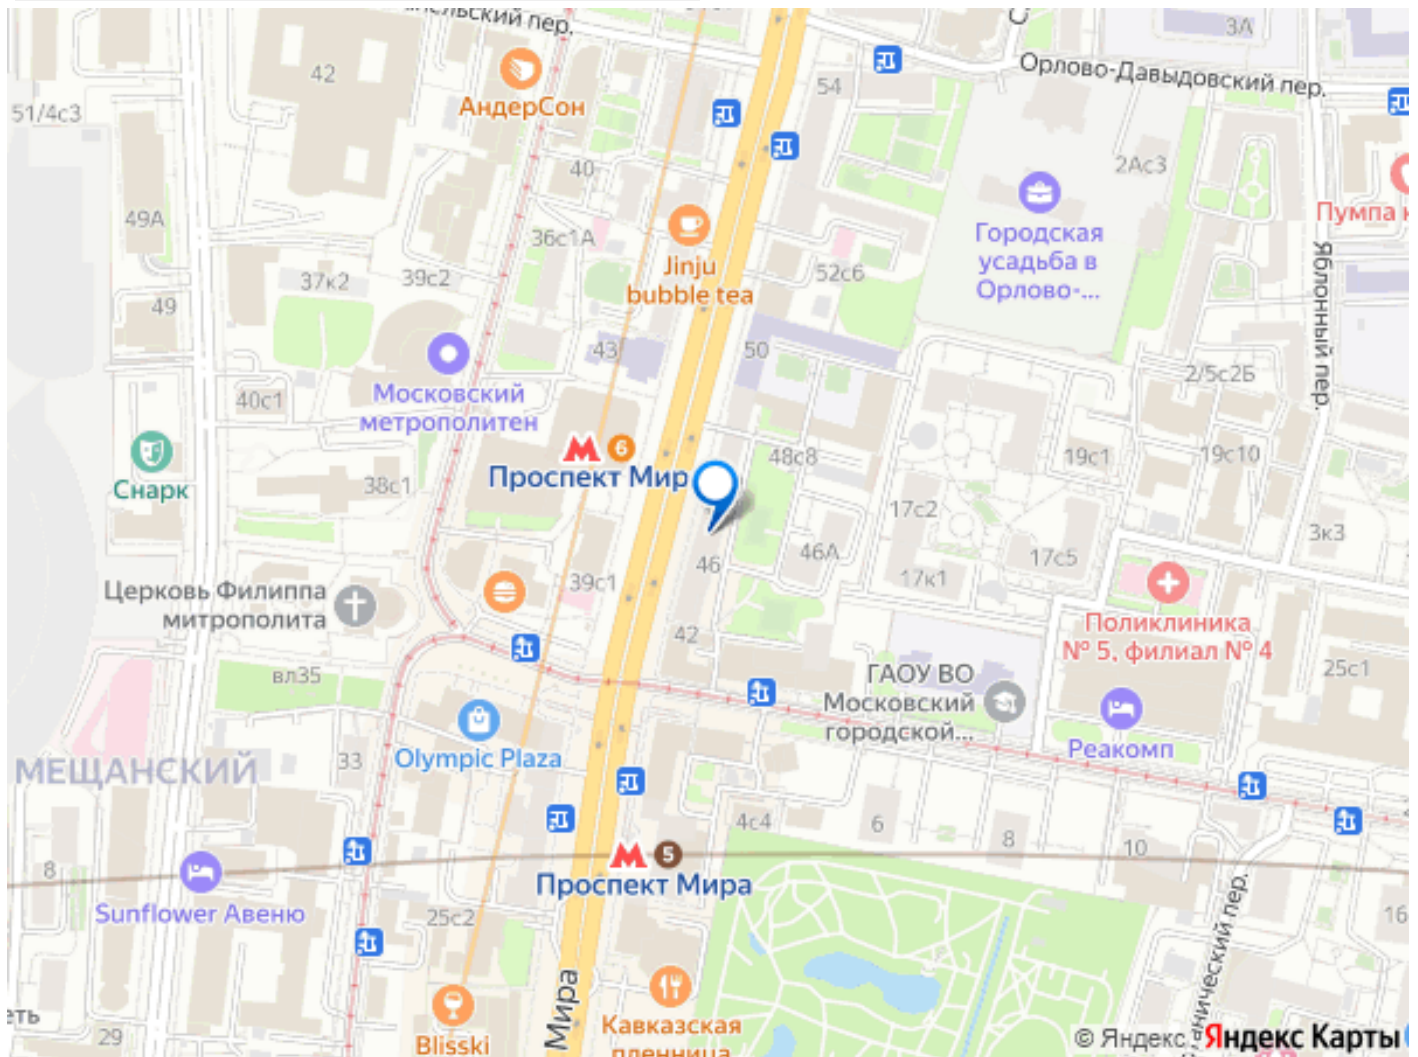 пер.
3А
42
54
Орлово-Давыдовский пер.
51/4с3
АндерСон
40
2Ас3
49А
36с1А
Пумпа
Городская
усадьба в
Орлово-...
Jinju
bubble tea
52с6
37к2
39с2
49
Яблонный пер.
43
50
Московский
метрополитен
2/5с2Б
40с1
6
Проспект Мир
48с8
19с1
19с10
Снарк
38с1
17с2
3к3
46
46А
17с5
17к1
39с1
Церковь Филиппа
митрополита
Поликлиника
№ 5, филиал № 4
42
25с1
вл35
ГАОУ ВО
Московский
городской...
Реакомп
Olympic Plaza
МЕЩАНСКИЙ
33
4с4
6
8
10
8
5
Проспект Мира
Sunflower Авеню
25с2
16
Мира
Кавказская
пленница
29
Blisski
© Яндекс
Яндекс Карты